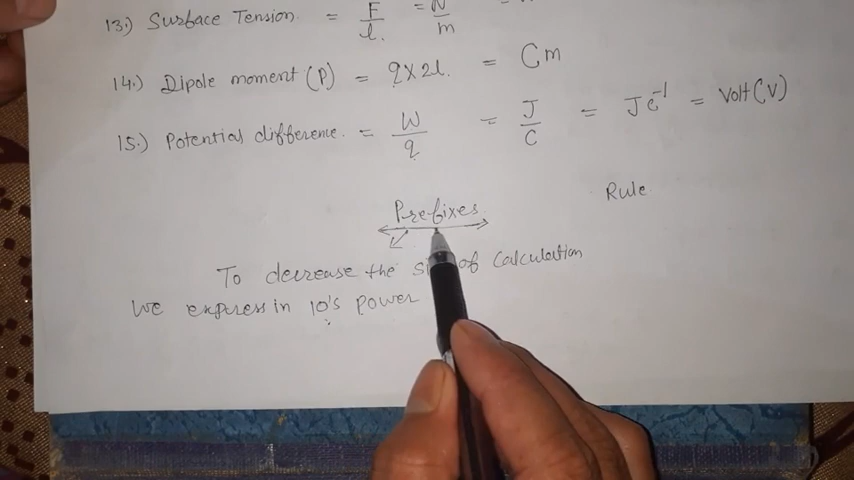 13.) Surface Tension = F/l. = N/m =
14.) Dipole moment (P) = q×2l. = Cm
15.) Potential difference. = W/q = J/C = JC⁻¹ = Volt(V)
Rule
Prefixes
To decrease the of calculation
We express in 10's power